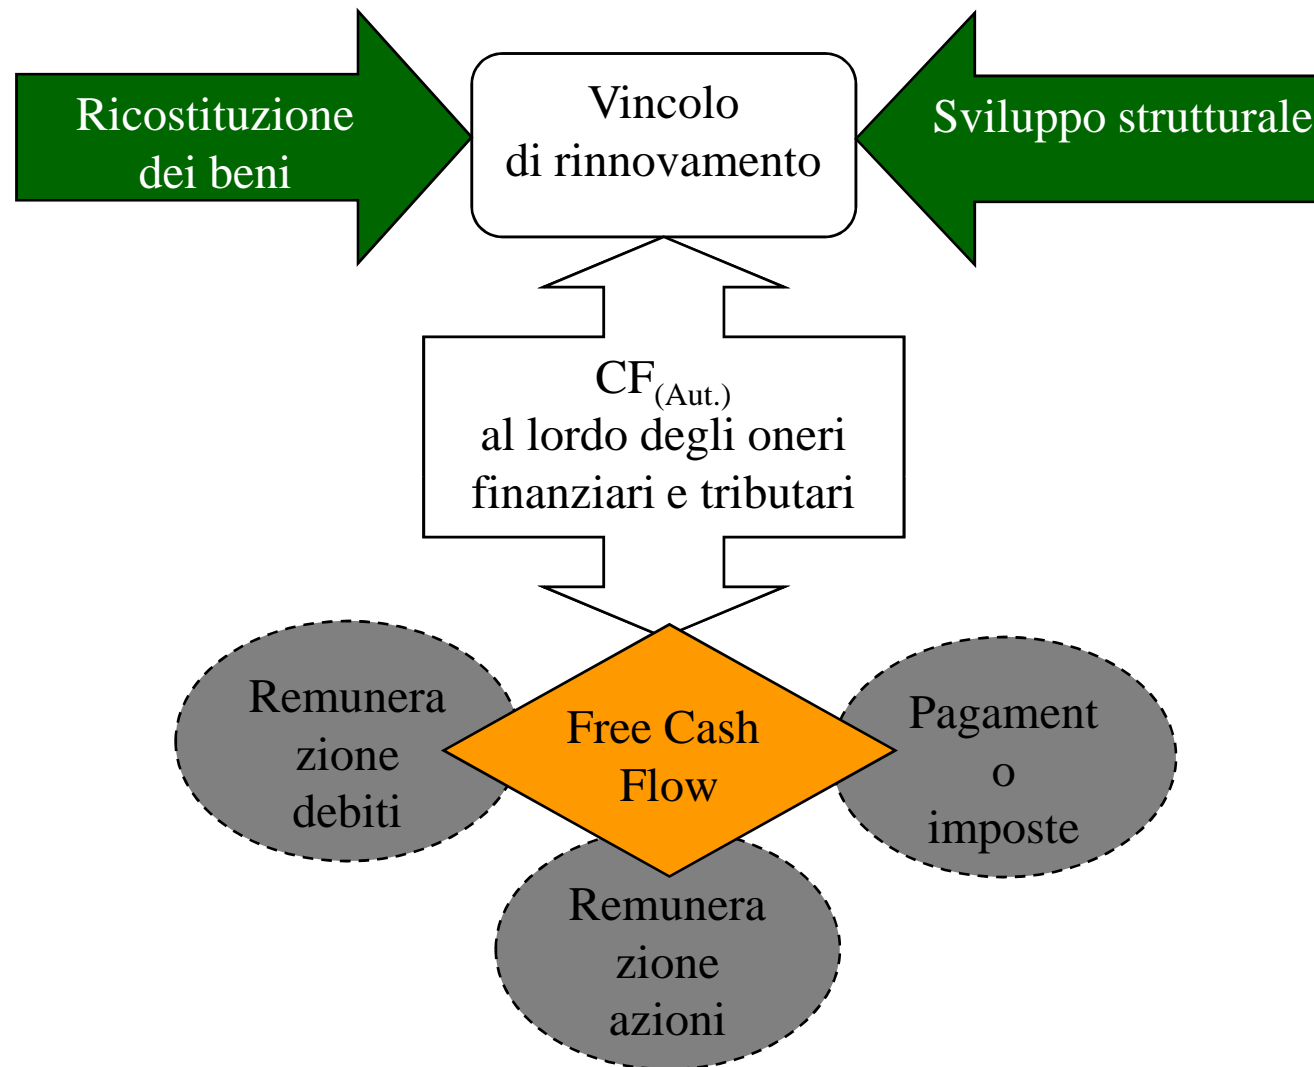 Ricostituzione
dei beni
Vincolo
di rinnovamento
Sviluppo strutturale
CF(Aut.)
al lordo degli oneri
finanziari e tributari
Remunera
zione
debiti
Free Cash
Flow
Pagament
o
imposte
Remunera
zione
azioni